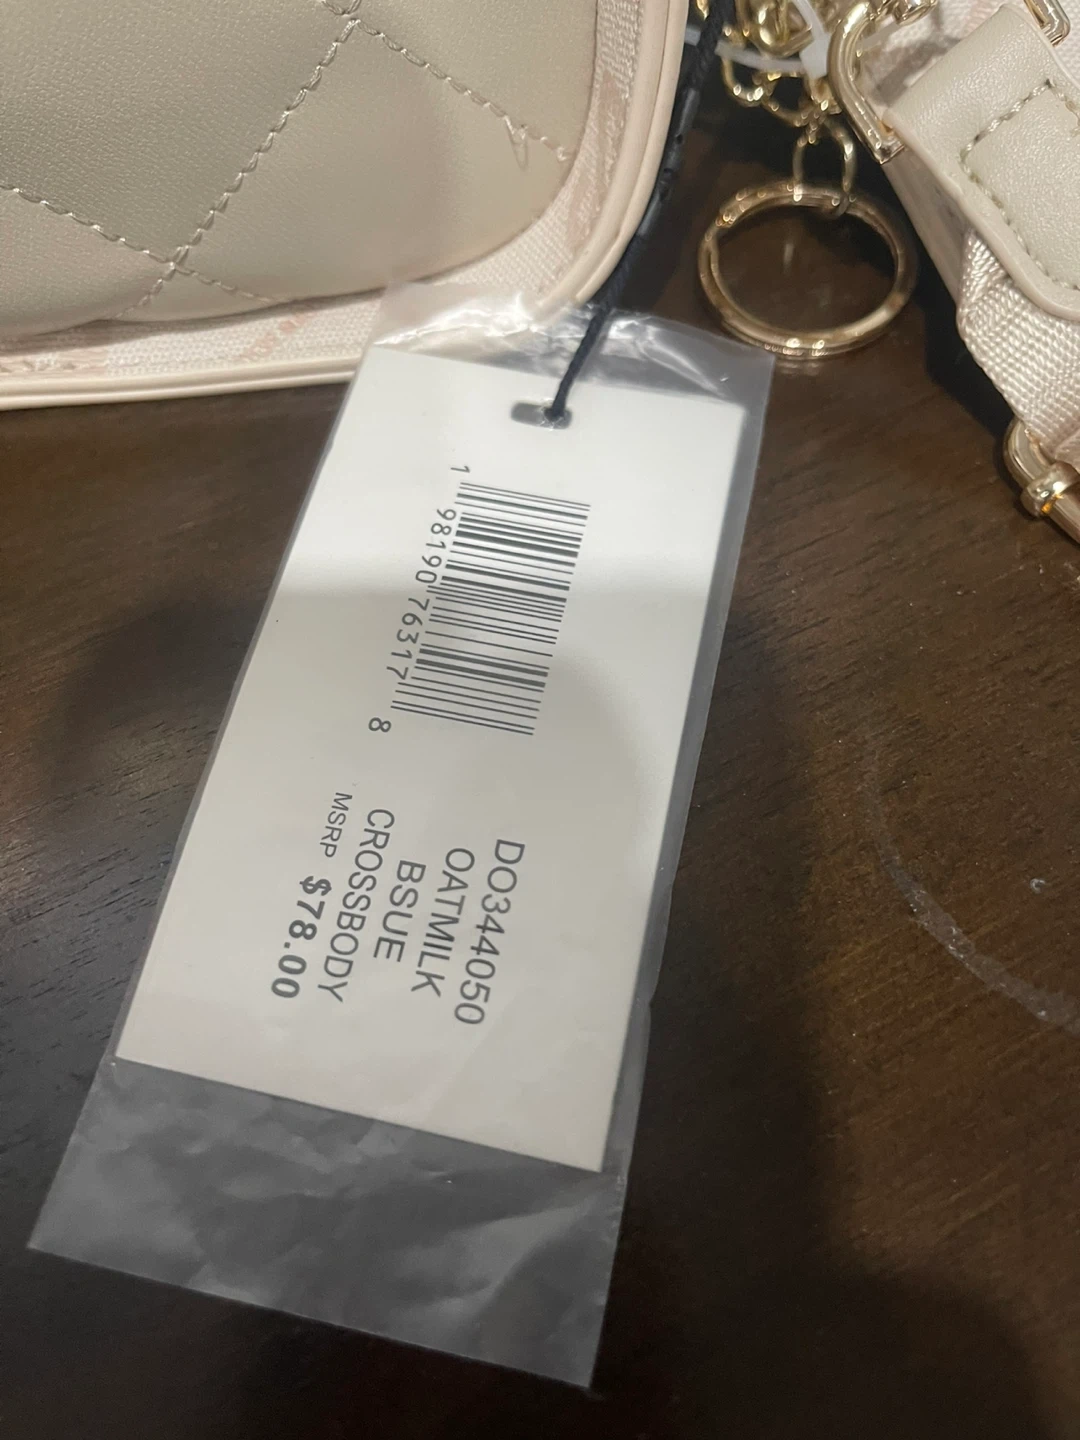 1 98190 76317 8
DO344050
OATMILK
BSUE
CROSSBODY
MSRP $78.00